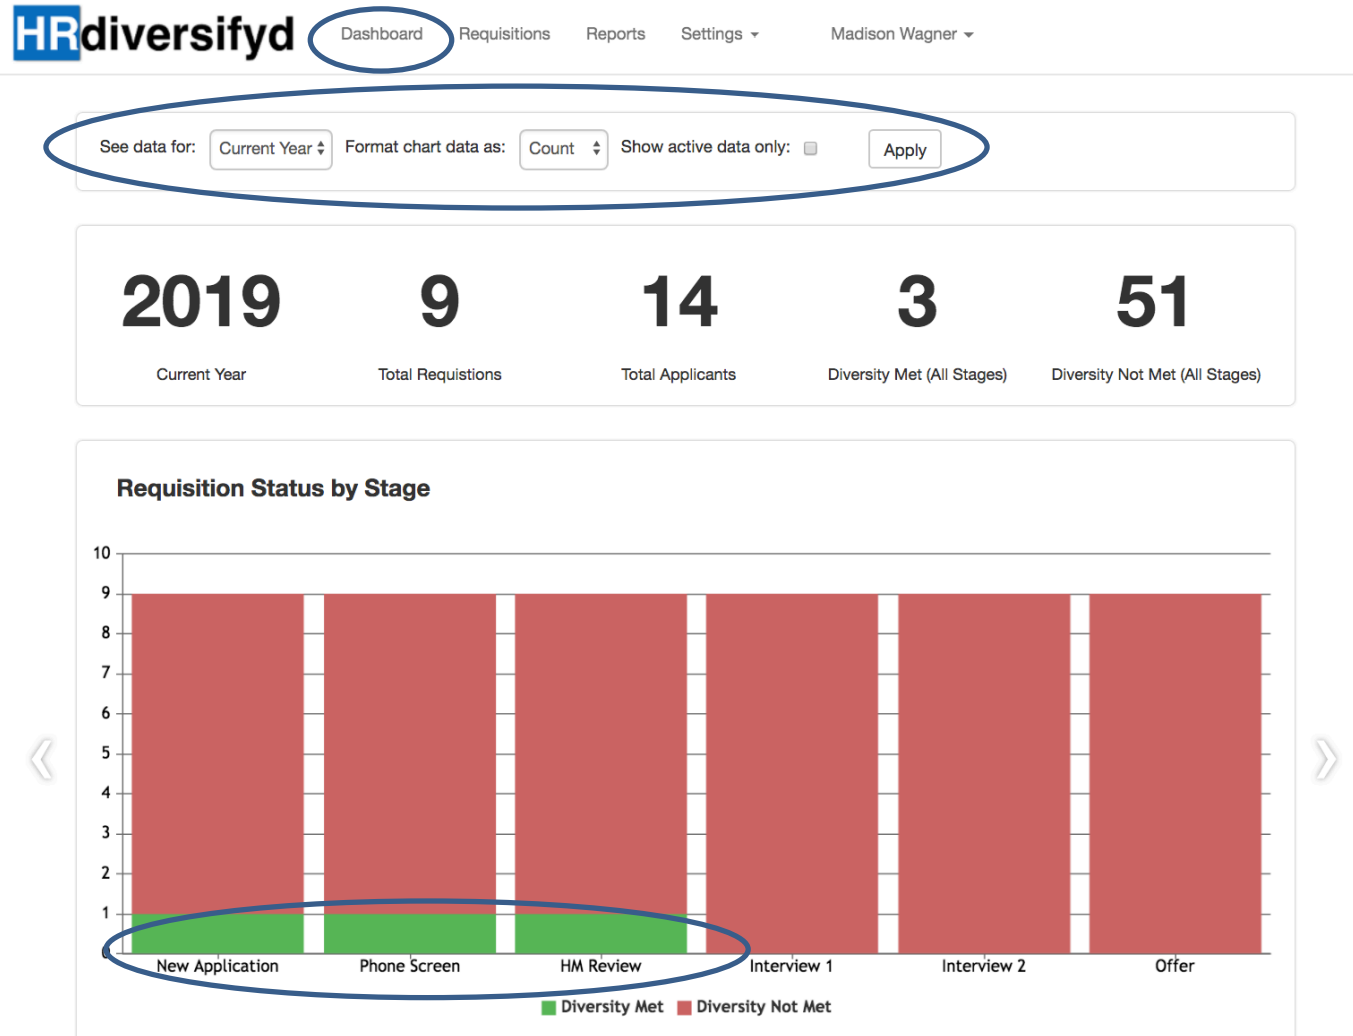 HRdiversifyd Dashboard Requisitions Reports Settings Madison Wagner
See data for: Current Year Format chart data as: Count Show active data only: Apply
2019 9 14 3 51
Current Year Total Requistions Total Applicants Diversity Met (All Stages) Diversity Not Met (All Stages)
Requisition Status by Stage
10
9
8
7
6
5
4
3
2
1
0
New Application Phone Screen HM Review Interview 1 Interview 2 Offer
Diversity Met Diversity Not Met